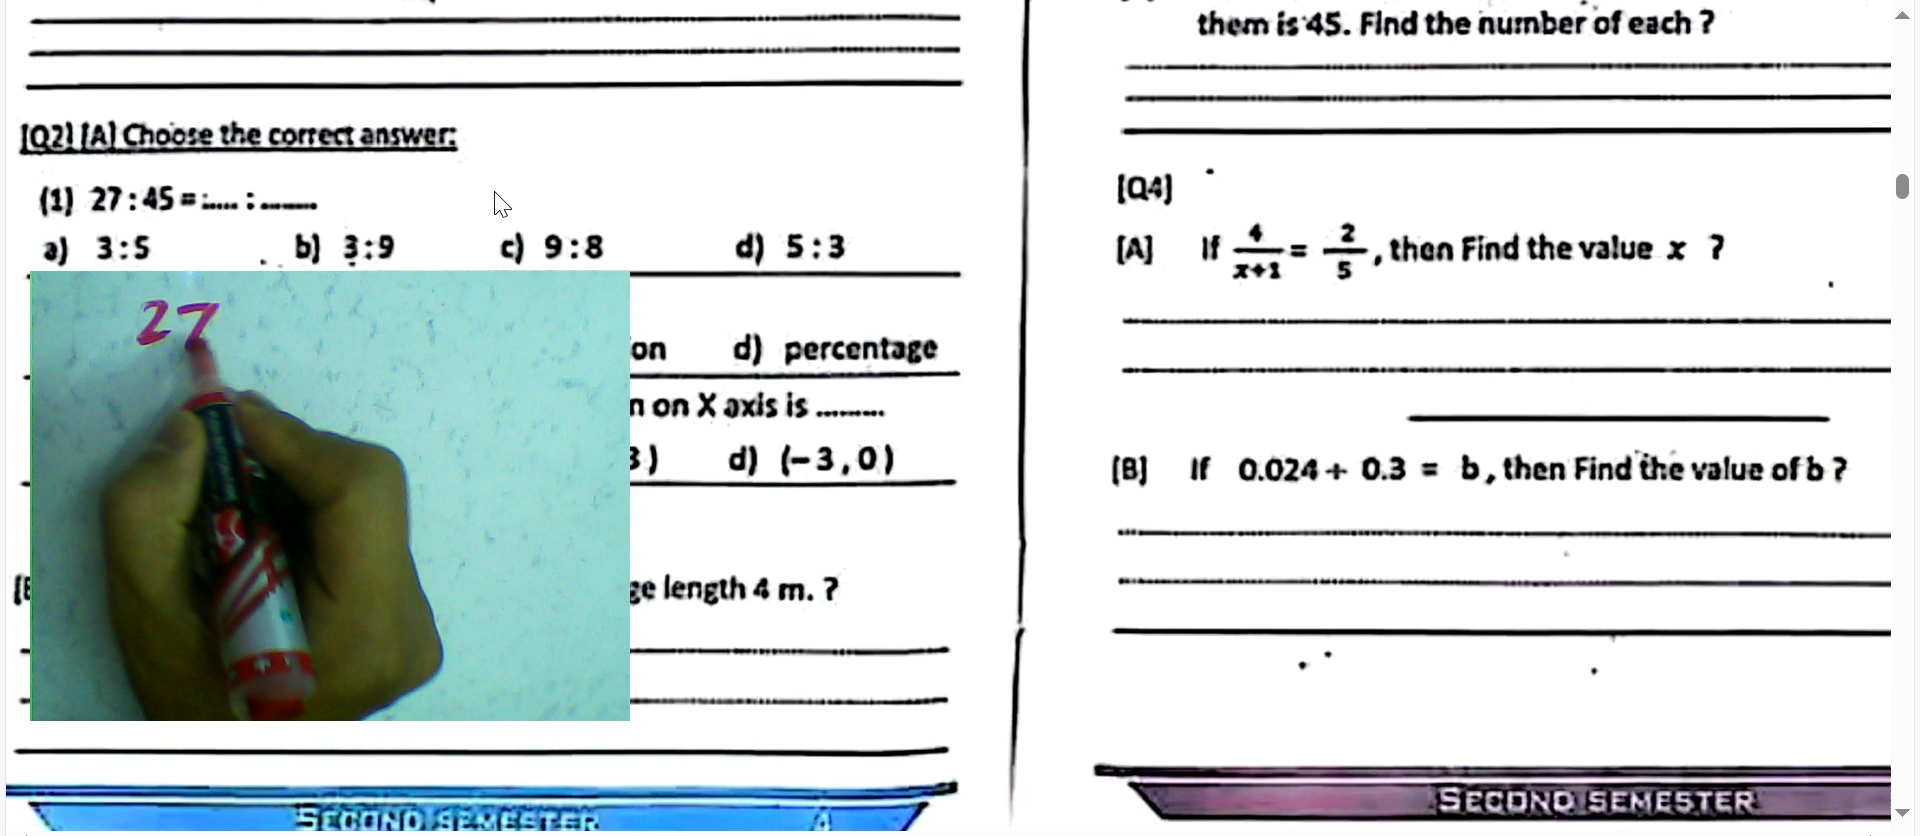 [Q2] [A] Choose the correct answer:
(1) 27 : 45 = ..... : ........
a) 3 : 5 b) 3 : 9 c) 9 : 8 d) 5 : 3
27
on d) percentage
n on X axis is .........
3 ) d) (– 3 , 0 )
ge length 4 m. ?
SECOND SEMESTER 4
them is 45. Find the number of each ?
[Q4]
[A] If 4/x+1 = 2/5 , then Find the value x ?
[B] If 0.024 ÷ 0.3 = b , then Find the value of b ?
SECOND SEMESTER